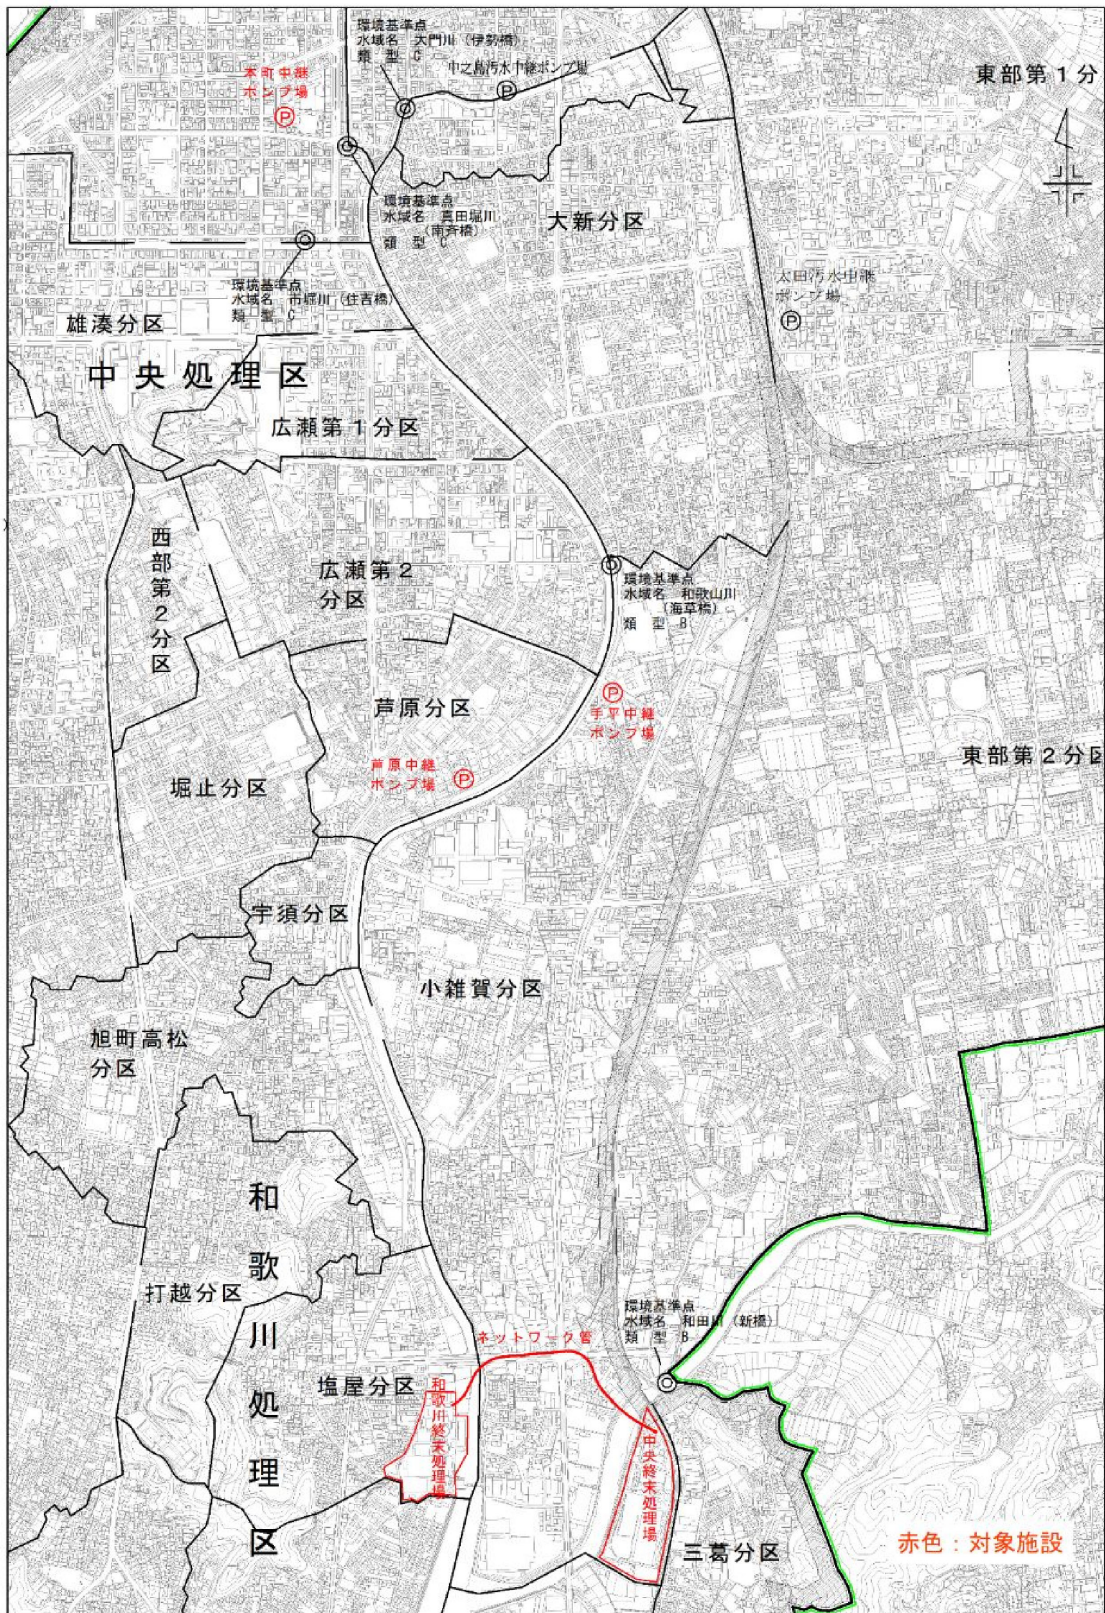 環境基準点
水域名　大門川（伊勢橋）
類　型　C
中之島汚水中継ポンプ場
P
東部第１分
本町中継
ポンプ場
P
環境基準点
水域名　真田堀川
（南斉橋）
類　型　C
大新分区
環境基準点
水域名　市堀川（住吉橋）
類　型　C
太田汚水中継
ポンプ場
P
雄湊分区
中央処理区
広瀬第１分区
西部第２分区
広瀬第２
分区
環境基準点
水域名　和歌山川
（海草橋）
類　型　B
芦原分区
P
手平中継
ポンプ場
東部第２分区
芦原中継
ポンプ場
P
堀止分区
宇須分区
小雑賀分区
旭町高松
分区
和歌川処理区
打越分区
環境基準点
水域名　和田川（新橋）
類　型　B
ネットワーク管
塩屋分区
和歌川終末処理場
中央終末処理場
三葛分区
赤色：対象施設